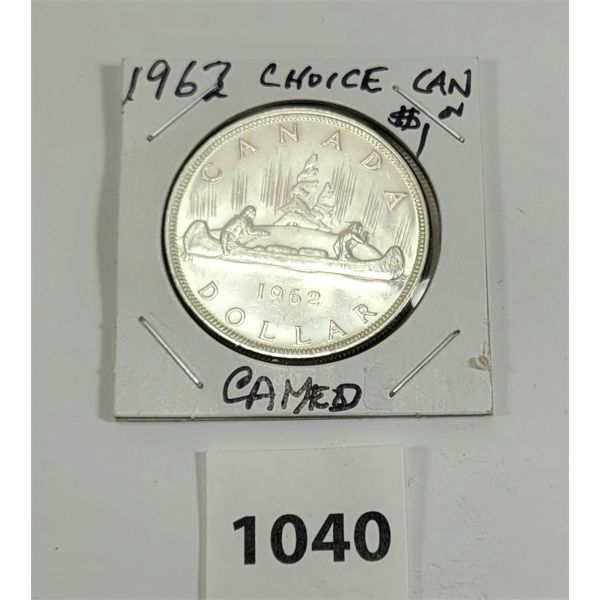 1962 CHOICE CAN
$1
CANADA
1962
DOLLAR
CAMEO
1040